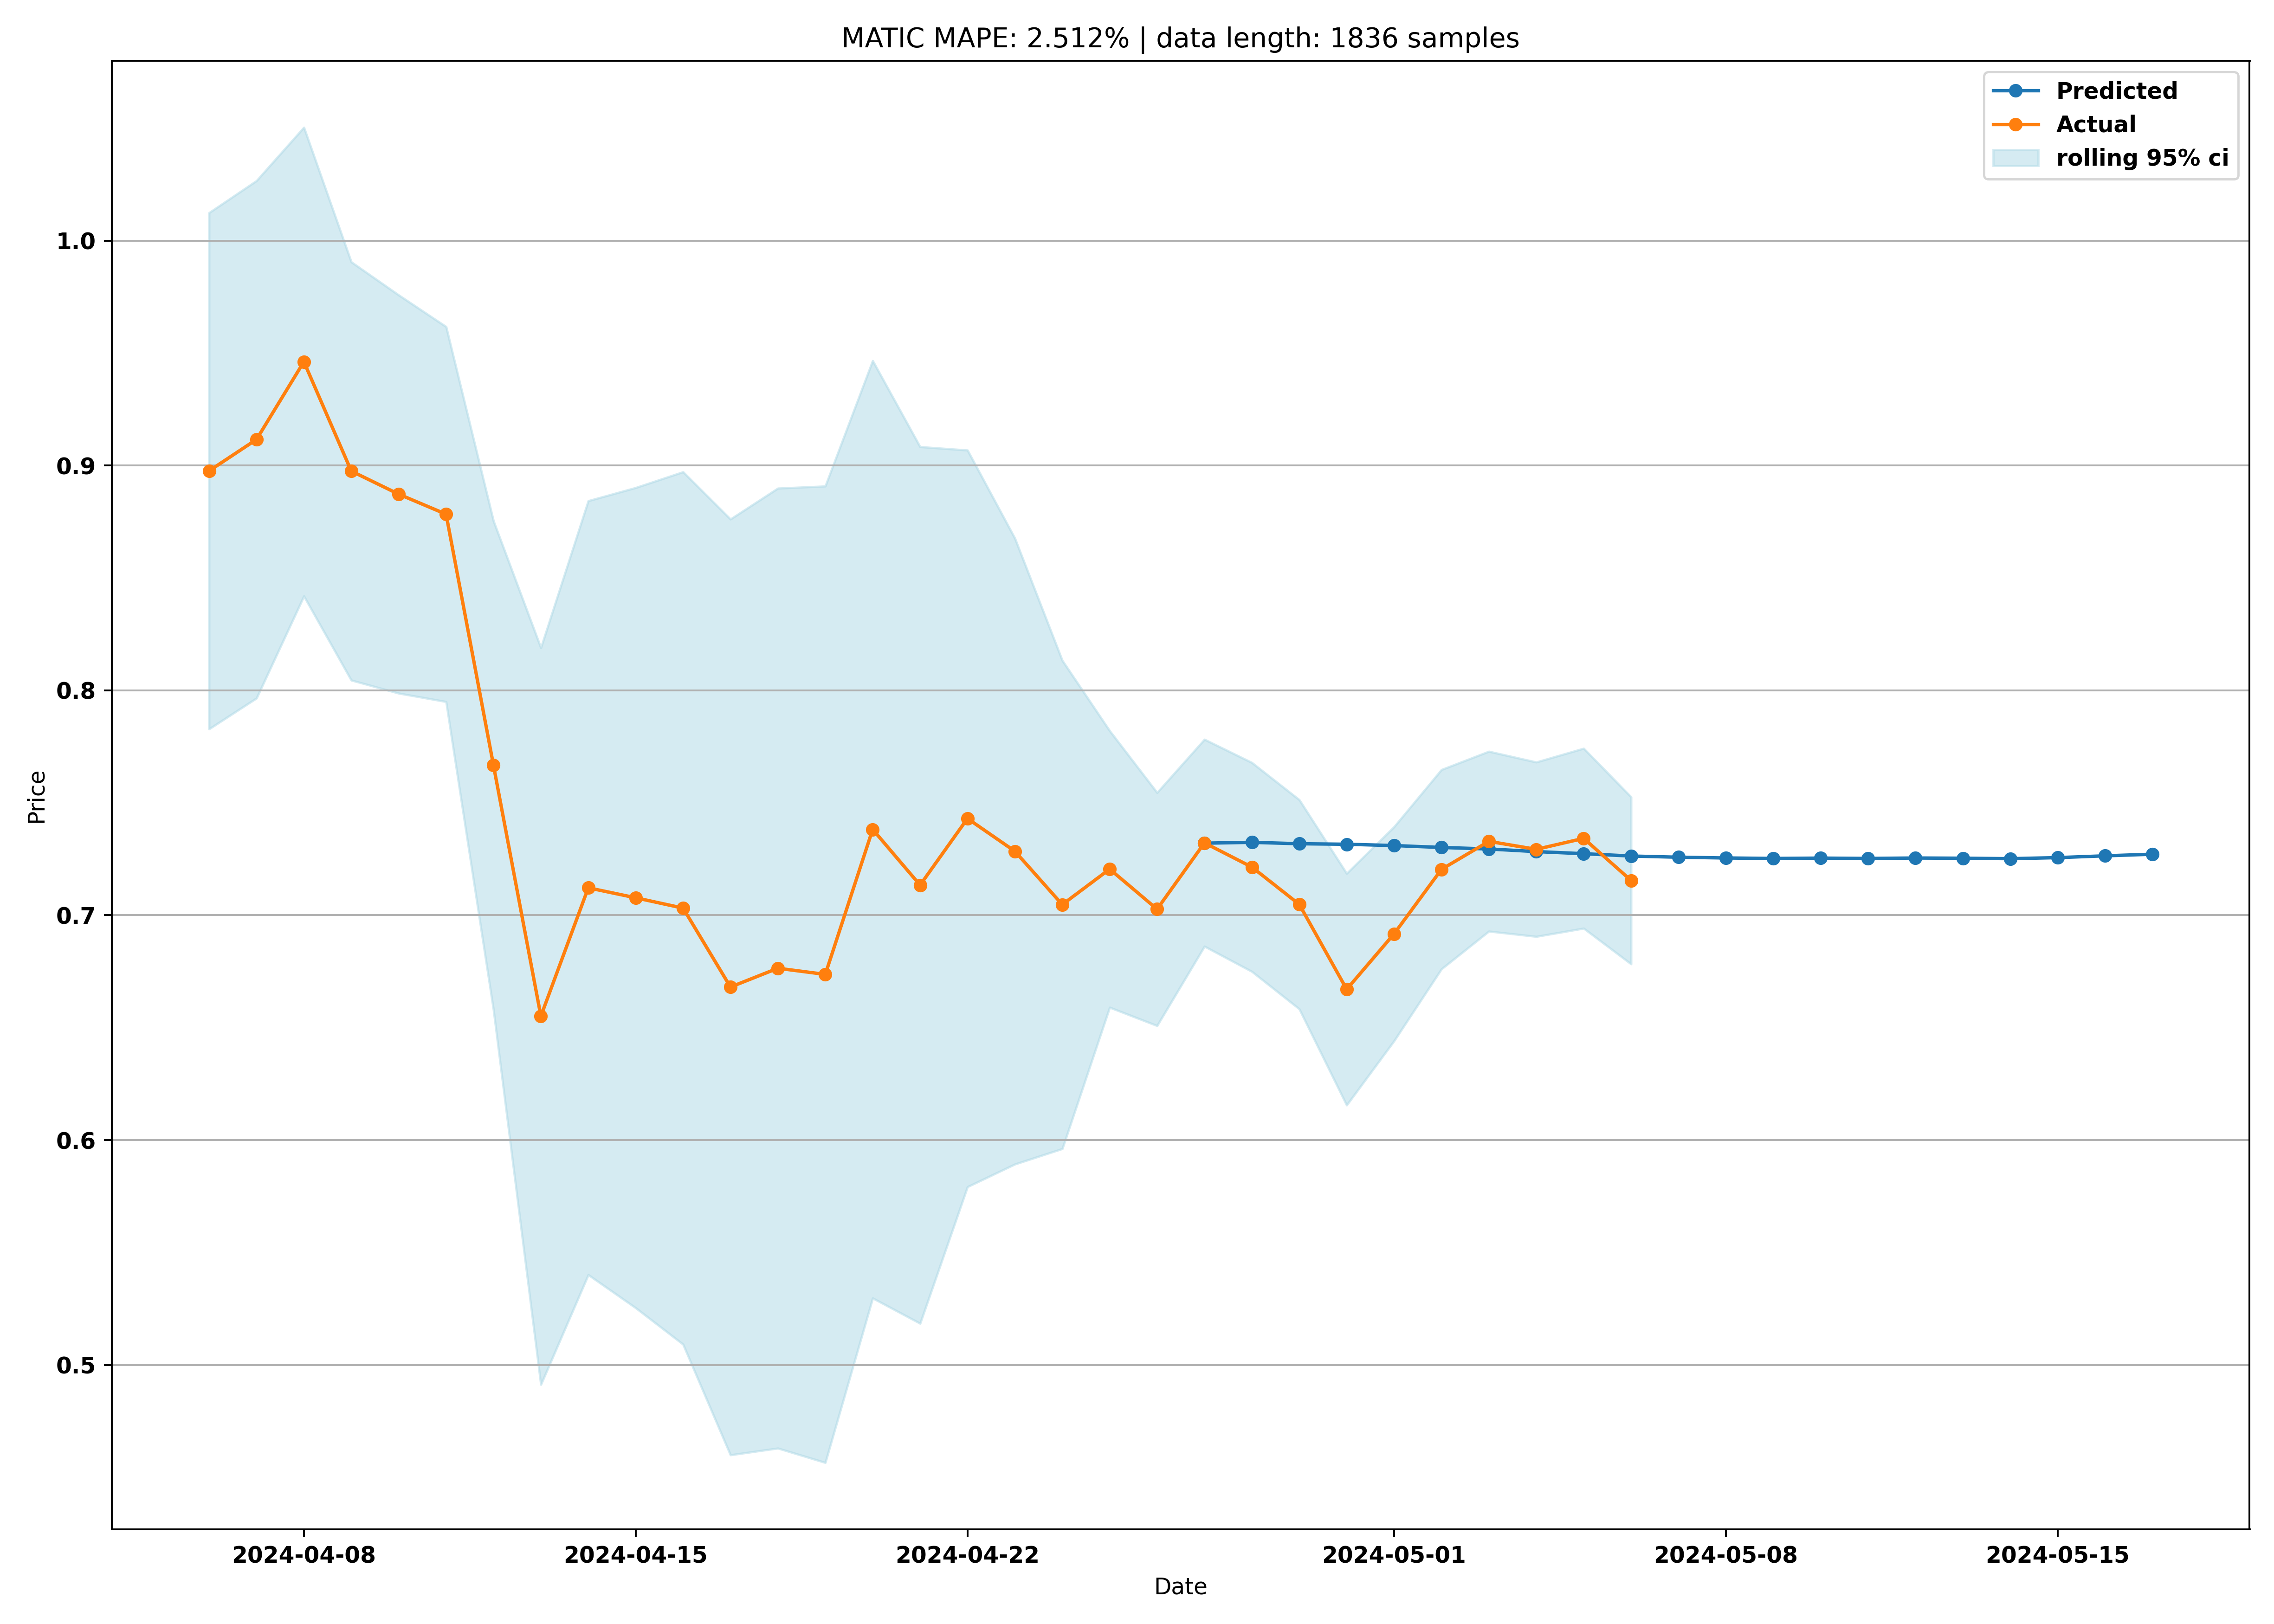 MATIC MAPE: 2.512% | data length: 1836 samples
Predicted
Actual
rolling 95% ci
1.0
0.9
0.8
0.7
0.6
0.5
Price
2024-04-08
2024-04-15
2024-04-22
2024-05-01
2024-05-08
2024-05-15
Date